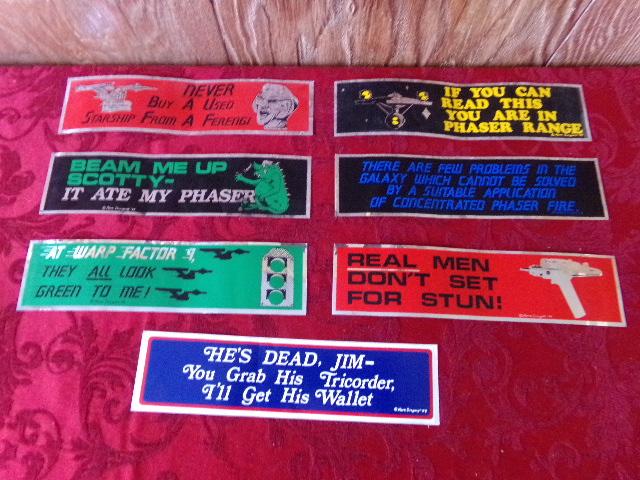 NEVER
BUY A USED
STARSHIP FROM A FERENGI
IF YOU CAN
READ THIS
YOU ARE IN
PHASER RANGE
BEAM ME UP
SCOTTY-
IT ATE MY PHASER
THERE ARE FEW PROBLEMS IN THE
GALAXY WHICH CANNOT BE SOLVED
BY A SUITABLE APPLICATION
OF CONCENTRATED PHASER FIRE..
AT WARP FACTOR 9,
THEY ALL LOOK
GREEN TO ME!
REAL MEN
DON'T SET
FOR STUN!
HE'S DEAD, JIM-
You Grab His Tricorder,
I'll Get His Wallet